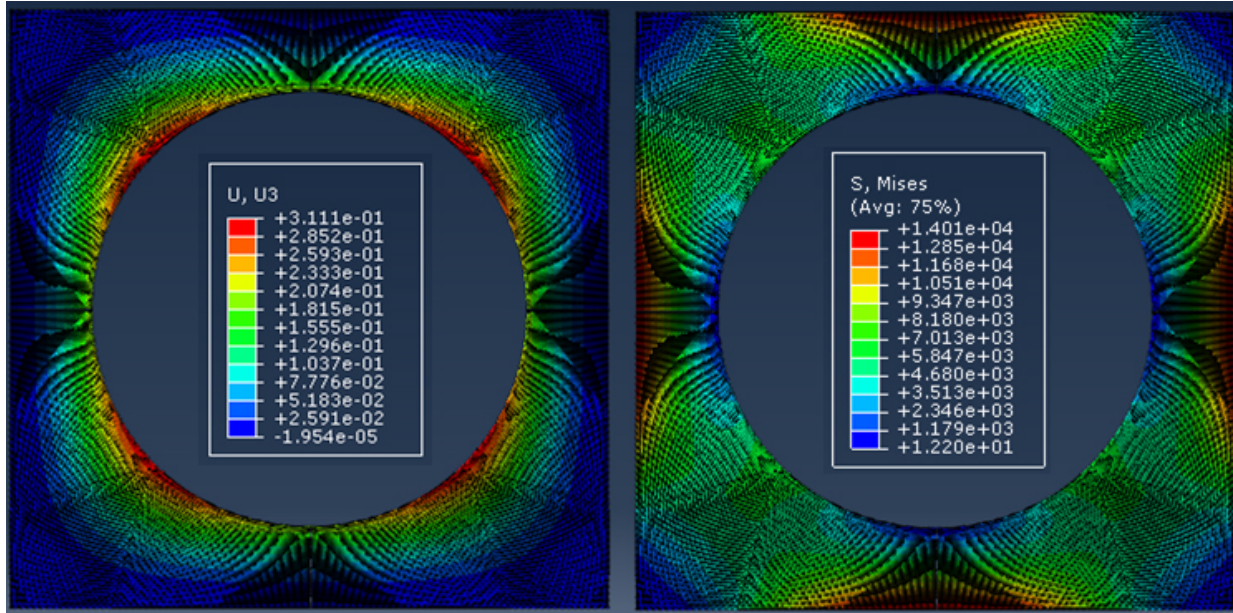 U, U3
+3.111e-01
+2.852e-01
+2.593e-01
+2.333e-01
+2.074e-01
+1.815e-01
+1.555e-01
+1.296e-01
+1.037e-01
+7.776e-02
+5.183e-02
+2.591e-02
-1.954e-05
S, Mises
(Avg: 75%)
+1.401e+04
+1.285e+04
+1.168e+04
+1.051e+04
+9.347e+03
+8.180e+03
+7.013e+03
+5.847e+03
+4.680e+03
+3.513e+03
+2.346e+03
+1.179e+03
+1.220e+01